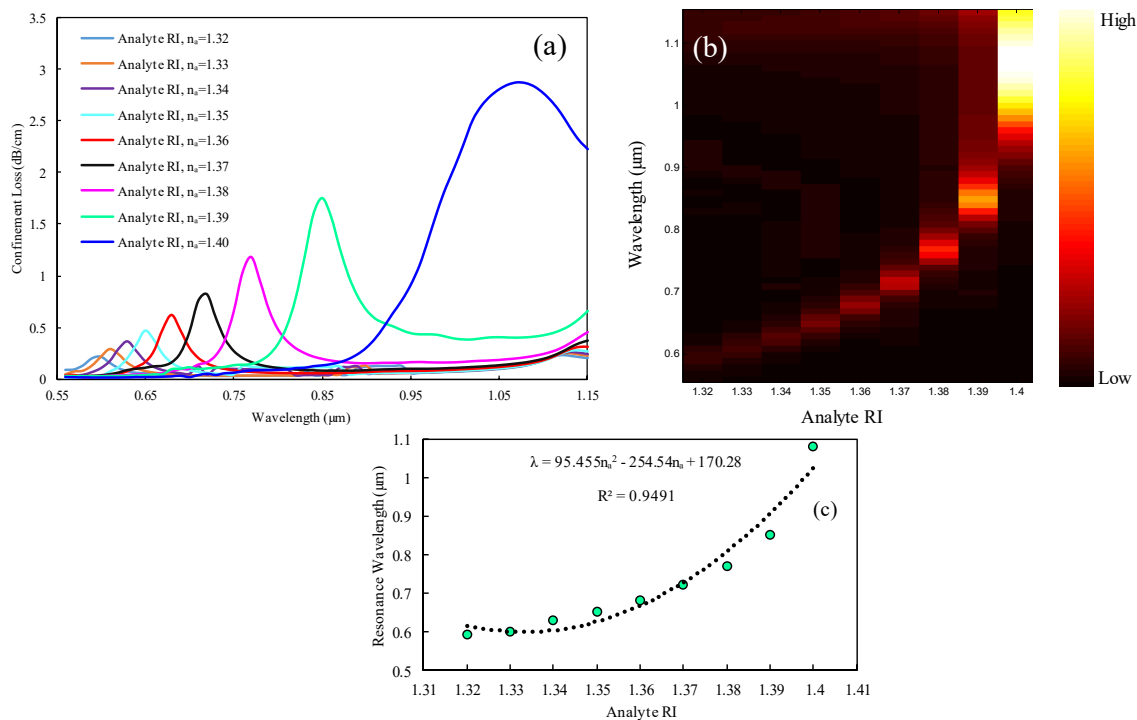 (a)
Confinement Loss (dB/cm)
3.5
3
2.5
2
1.5
1
0.5
0
Analyte RI, nₐ=1.32
Analyte RI, nₐ=1.33
Analyte RI, nₐ=1.34
Analyte RI, nₐ=1.35
Analyte RI, nₐ=1.36
Analyte RI, nₐ=1.37
Analyte RI, nₐ=1.38
Analyte RI, nₐ=1.39
Analyte RI, nₐ=1.40
0.55 0.65 0.75 0.85 0.95 1.05 1.15
Wavelength (µm)
(b)
Wavelength (µm)
1.1
1
0.9
0.8
0.7
0.6
1.32 1.33 1.34 1.35 1.36 1.37 1.38 1.39 1.4
Analyte RI
High
Low
Resonance Wavelength (µm)
1.1
1
0.9
0.8
0.7
0.6
0.5
λ = 95.455nₐ² - 254.54nₐ + 170.28
R² = 0.9491
(c)
1.31 1.32 1.33 1.34 1.35 1.36 1.37 1.38 1.39 1.4 1.41
Analyte RI